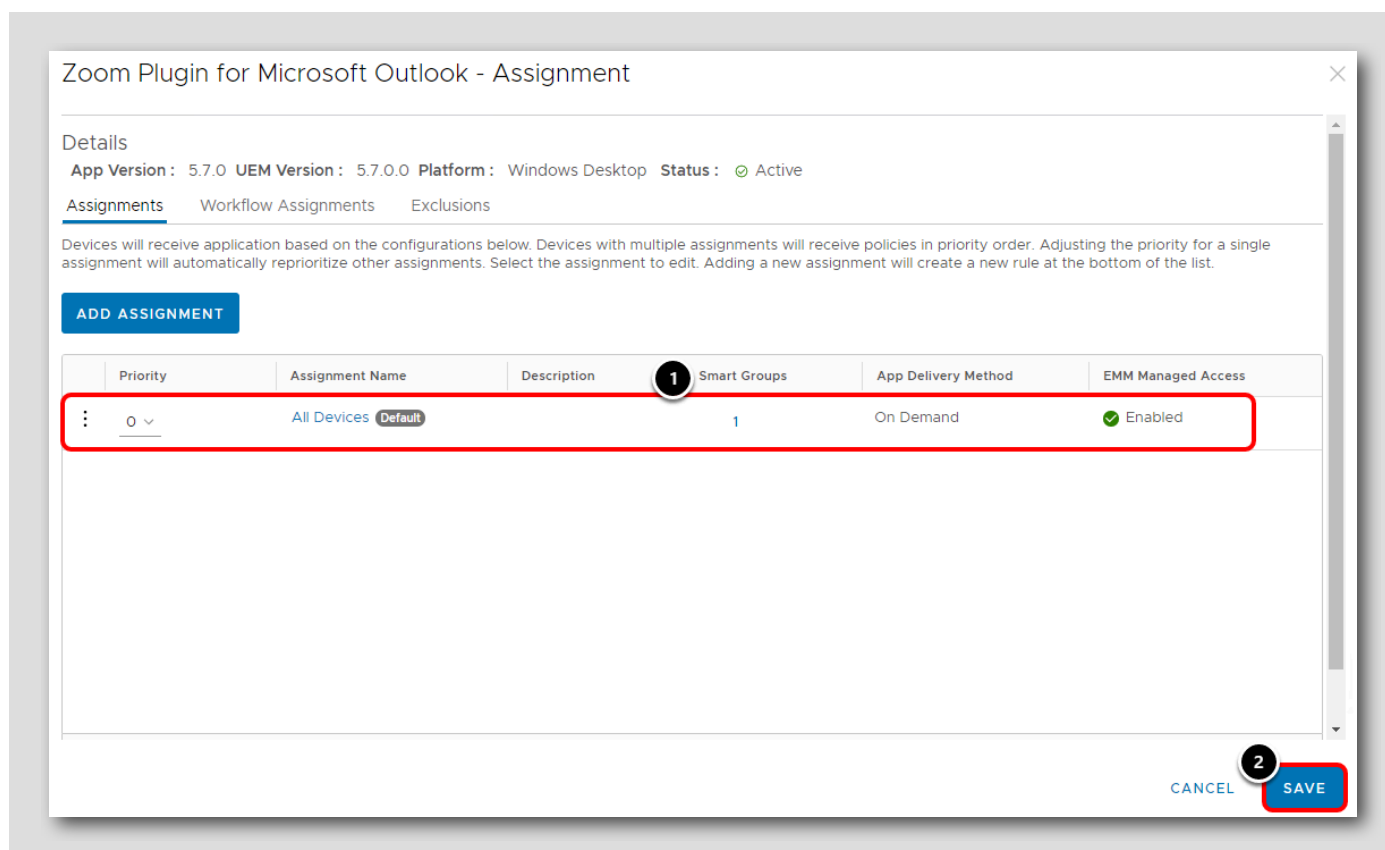 Zoom Plugin for Microsoft Outlook - Assignment
Details
App Version : 5.7.0 UEM Version : 5.7.0.0 Platform : Windows Desktop Status : Active
Assignments Workflow Assignments Exclusions
Devices will receive application based on the configurations below. Devices with multiple assignments will receive policies in priority order. Adjusting the priority for a single
assignment will automatically reprioritize other assignments. Select the assignment to edit. Adding a new assignment will create a new rule at the bottom of the list.
ADD ASSIGNMENT
Priority Assignment Name Description 1 Smart Groups App Delivery Method EMM Managed Access
0 All Devices Default 1 On Demand Enabled
2
CANCEL SAVE